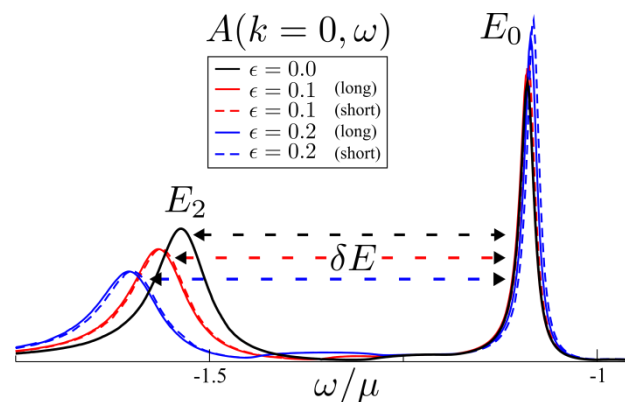 A(k = 0, ω)
E₀
ϵ = 0.0
ϵ = 0.1 (long)
ϵ = 0.1 (short)
ϵ = 0.2 (long)
ϵ = 0.2 (short)
E₂
δE
-1.5
-1
ω/μ